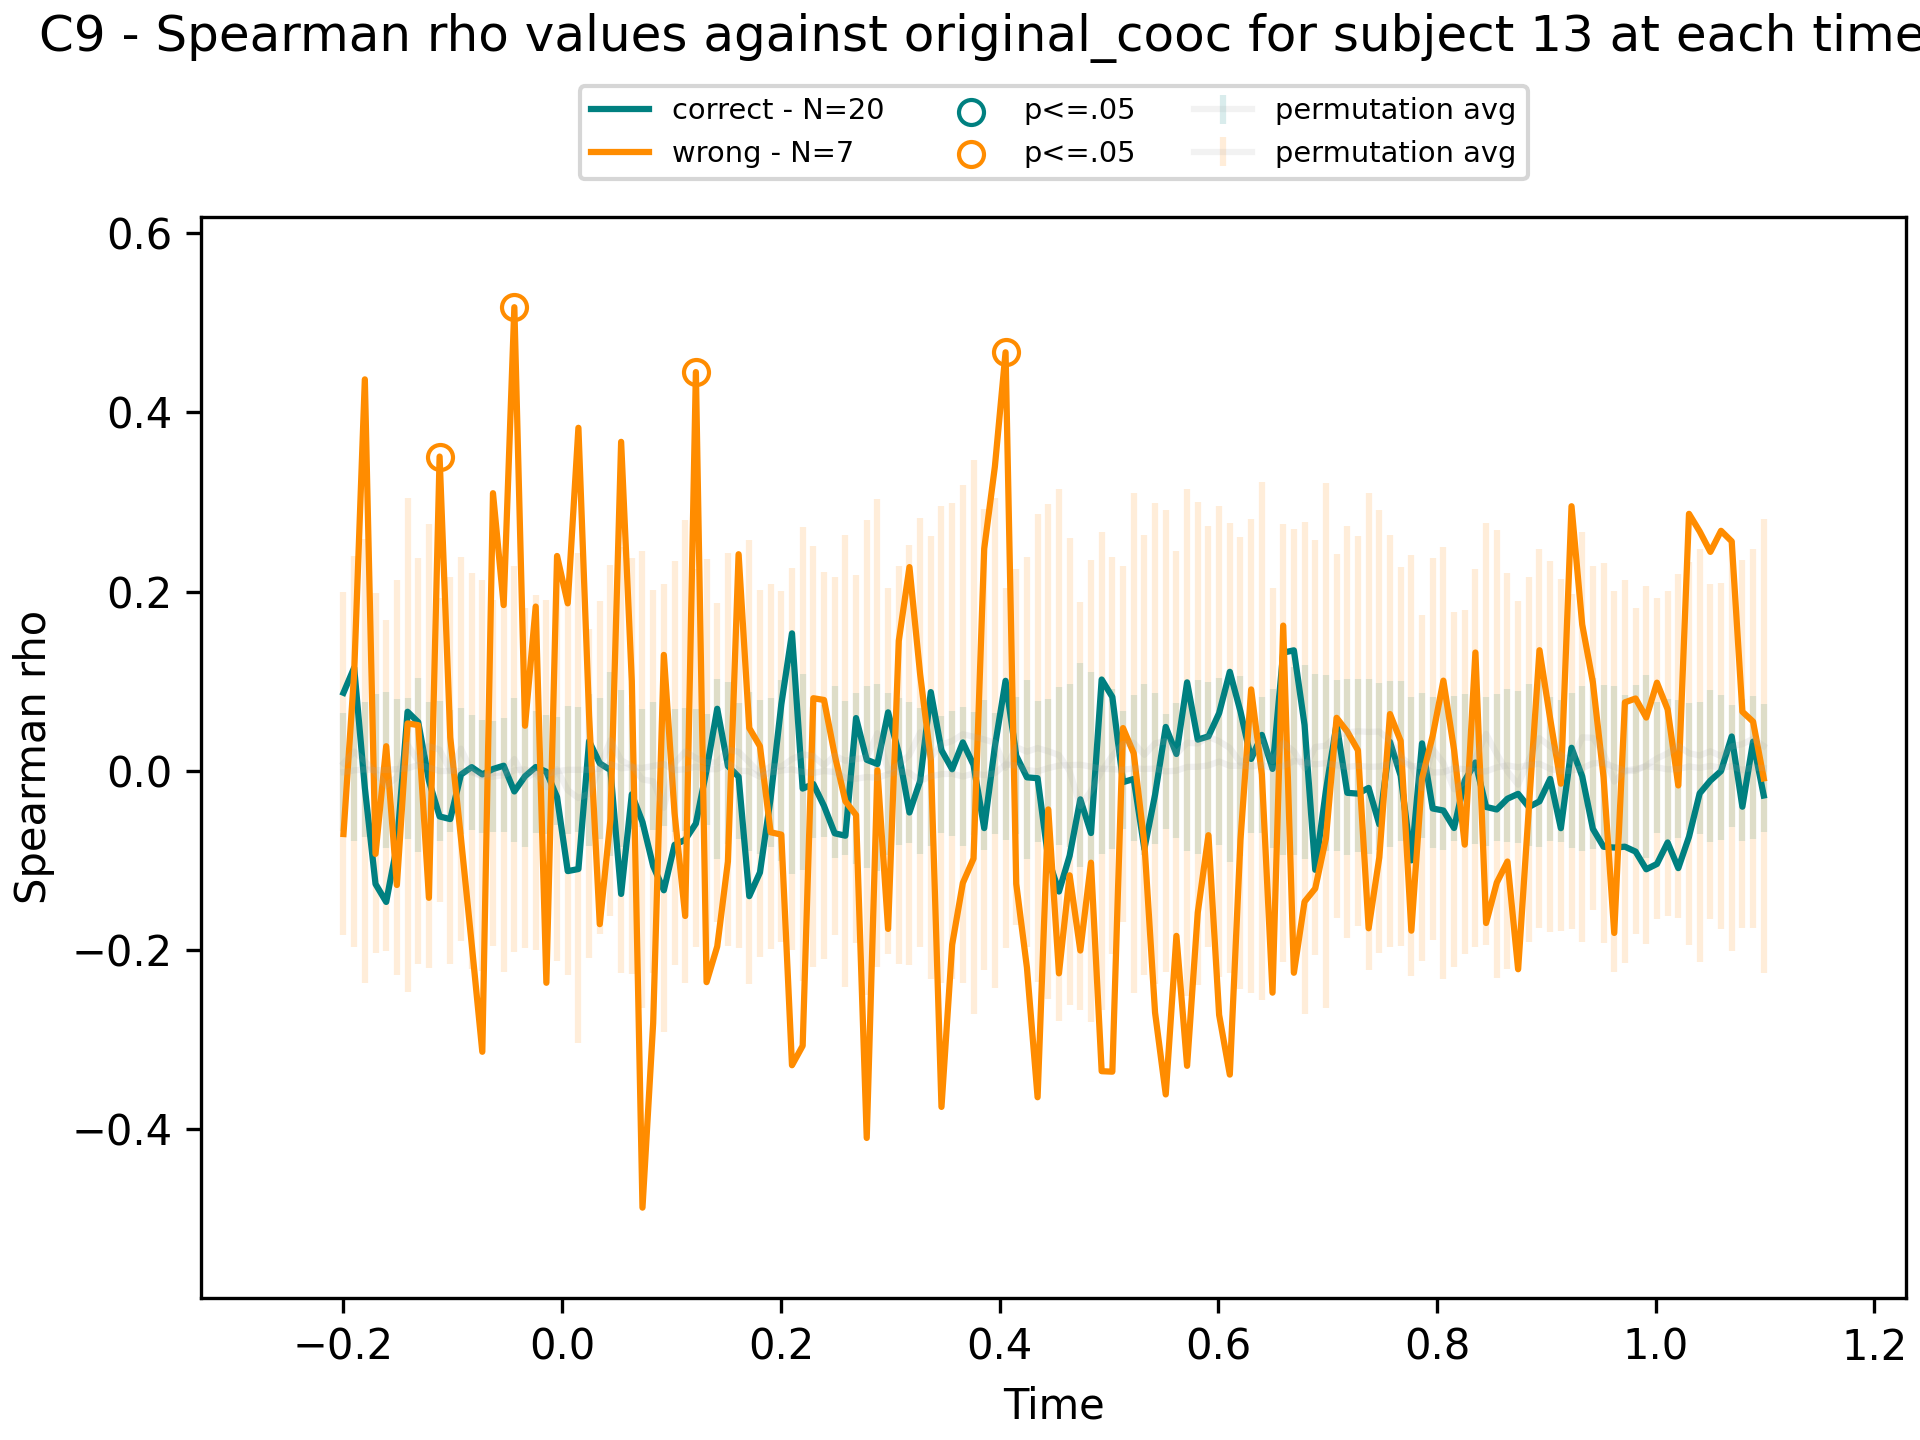 C9 - Spearman rho values against original_cooc for subject 13 at each time
correct - N=20
wrong - N=7
p<=.05
p<=.05
permutation avg
permutation avg
0.6
0.4
0.2
0.0
−0.2
−0.4
Spearman rho
−0.2 0.0 0.2 0.4 0.6 0.8 1.0 1.2
Time